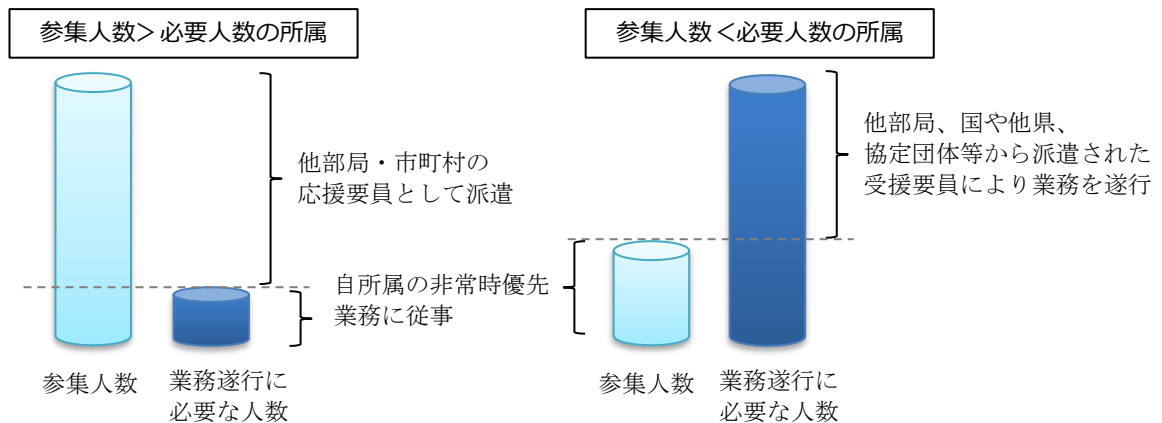 参集人数＞必要人数の所属
他部局・市町村の
応援要員として派遣
自所属の非常時優先
業務に従事
参集人数
業務遂行に
必要な人数
参集人数＜必要人数の所属
他部局、国や他県、
協定団体等から派遣された
受援要員により業務を遂行
参集人数
業務遂行に
必要な人数